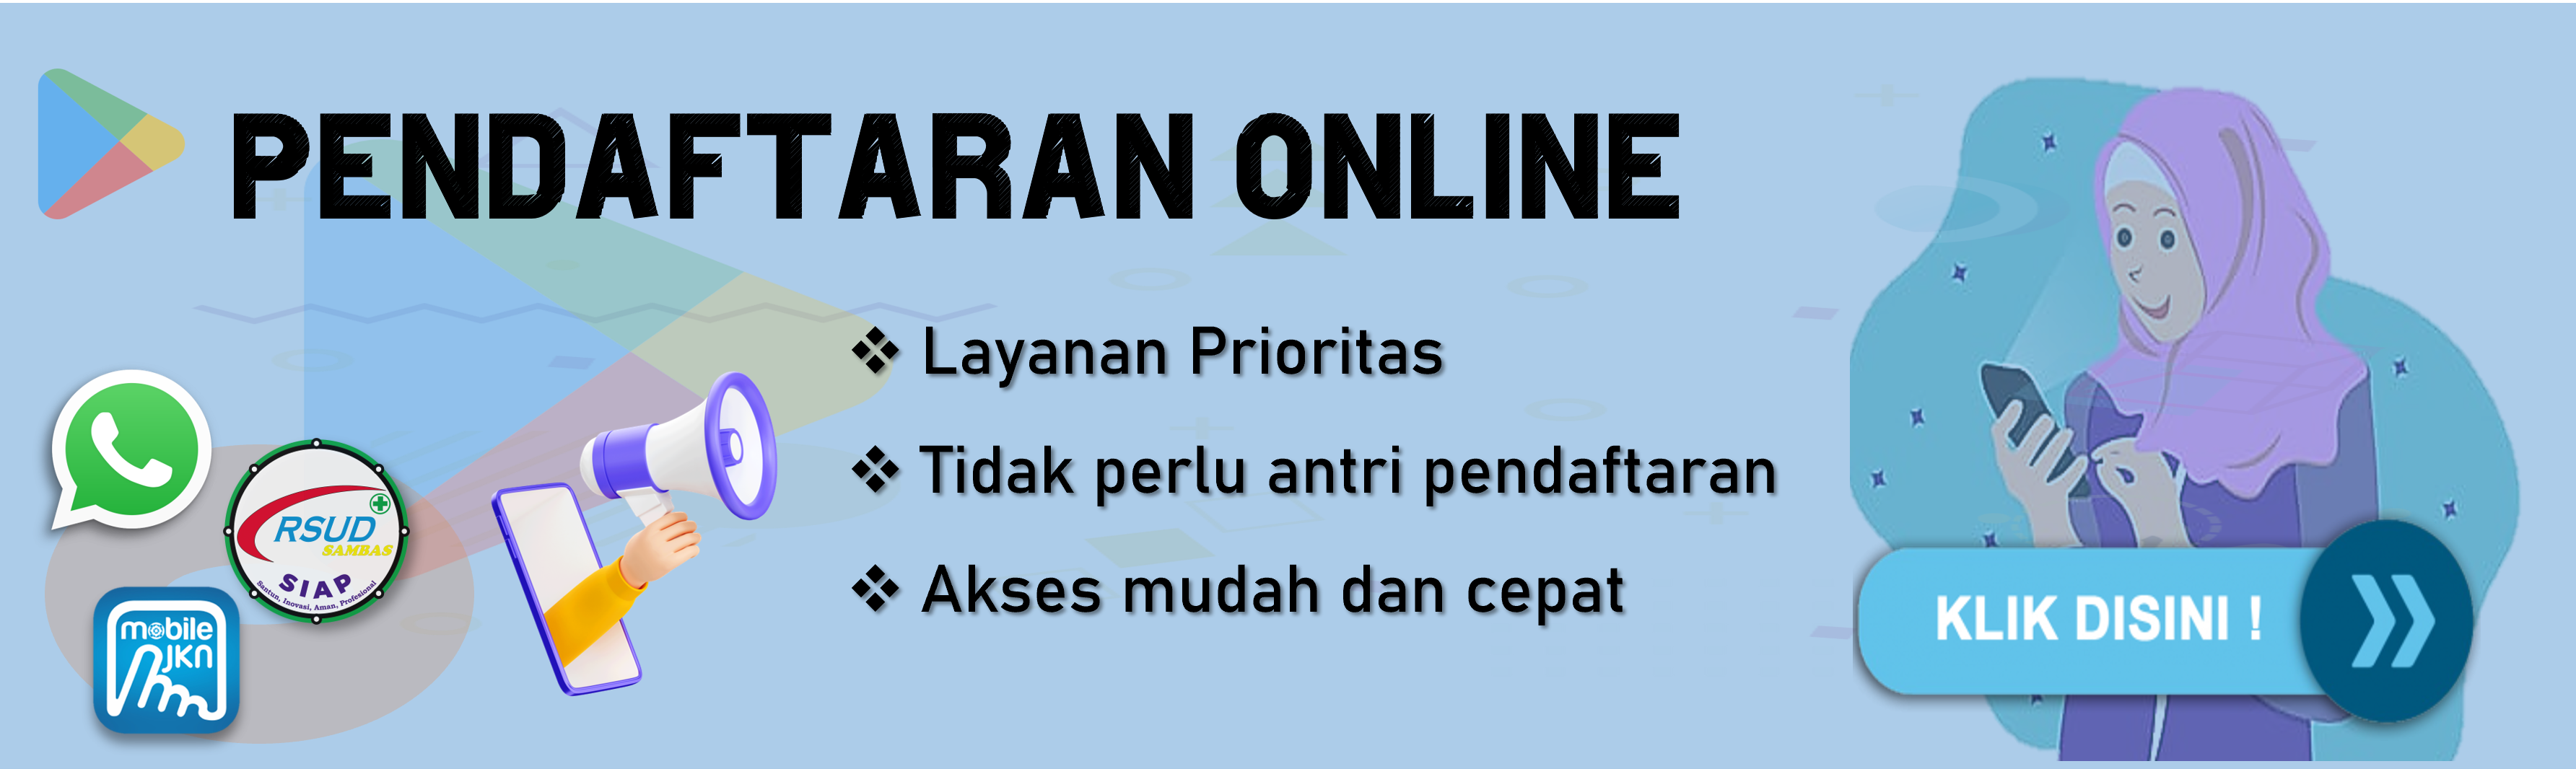 PENDAFTARAN ONLINE
❖ Layanan Prioritas
❖ Tidak perlu antri pendaftaran
❖ Akses mudah dan cepat
RSUD
SAMBAS
SIAP
Santun, Inovasi, Aman, Profesional
mobile
JKN
KLIK DISINI !